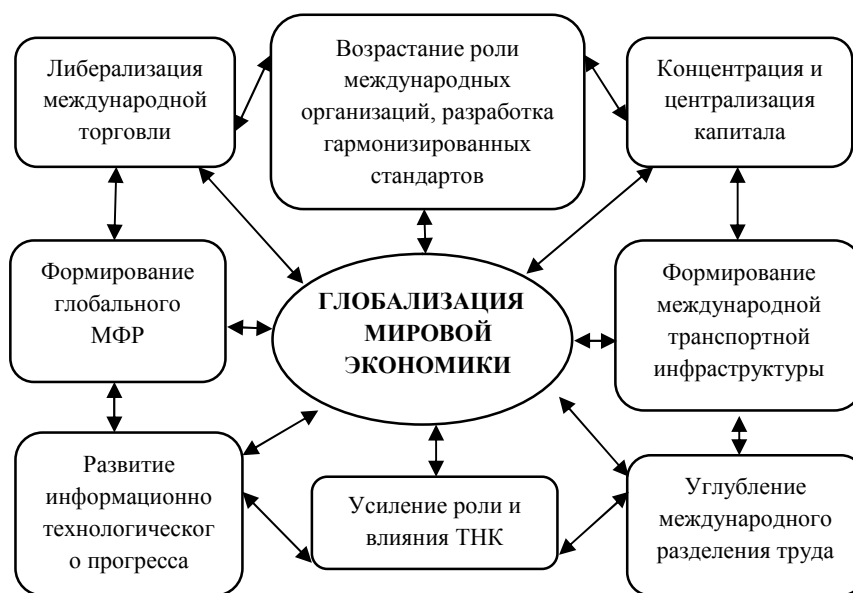 Либерализация
международной
торговли
Возрастание роли
международных
организаций, разработка
гармонизированных
стандартов
Концентрация и
централизация
капитала
Формирование
глобального
МФР
ГЛОБАЛИЗАЦИЯ
МИРОВОЙ
ЭКОНОМИКИ
Формирование
международной
транспортной
инфраструктуры
Развитие
информационно
технологическог
о прогресса
Усиление роли и
влияния ТНК
Углубление
международного
разделения труда